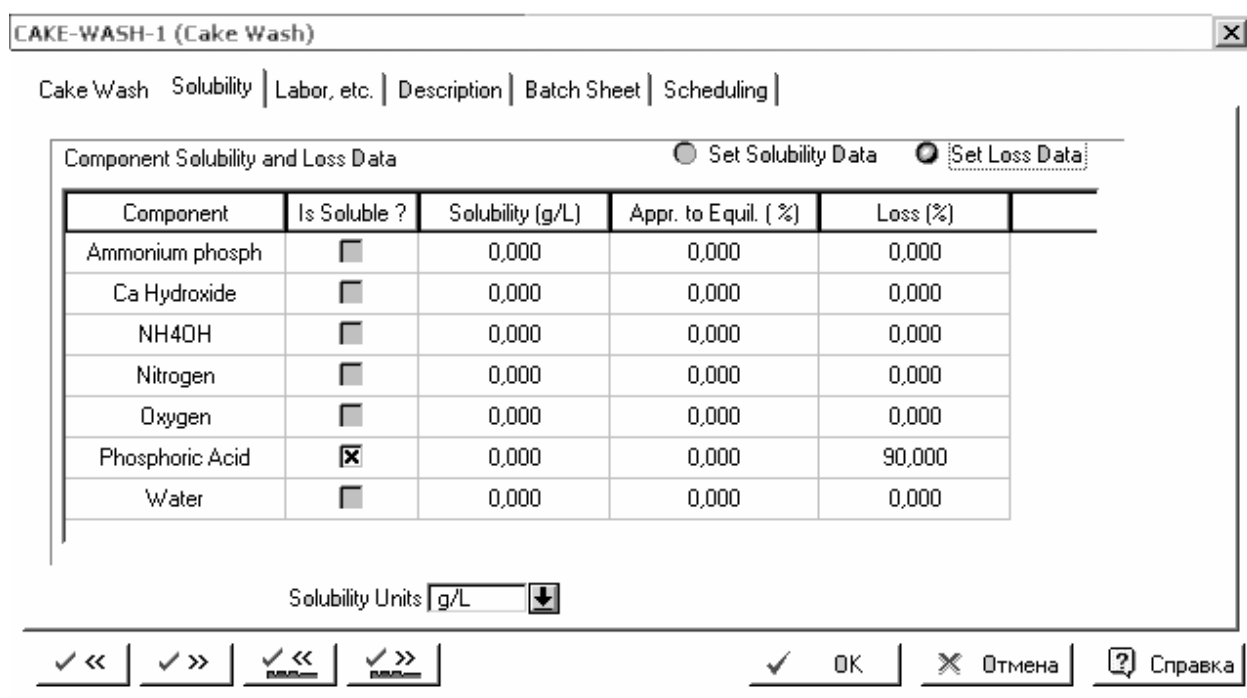 CAKE-WASH-1 (Cake Wash)
Cake Wash Solubility Labor, etc. Description Batch Sheet Scheduling
Component Solubility and Loss Data Set Solubility Data Set Loss Data
Component Is Soluble ? Solubility (g/L) Appr. to Equil. ( %) Loss (%)
Ammonium phosph 0,000 0,000 0,000
Ca Hydroxide 0,000 0,000 0,000
NH4OH 0,000 0,000 0,000
Nitrogen 0,000 0,000 0,000
Oxygen 0,000 0,000 0,000
Phosphoric Acid 0,000 0,000 90,000
Water 0,000 0,000 0,000
Solubility Units g/L
OK Отмена Справка